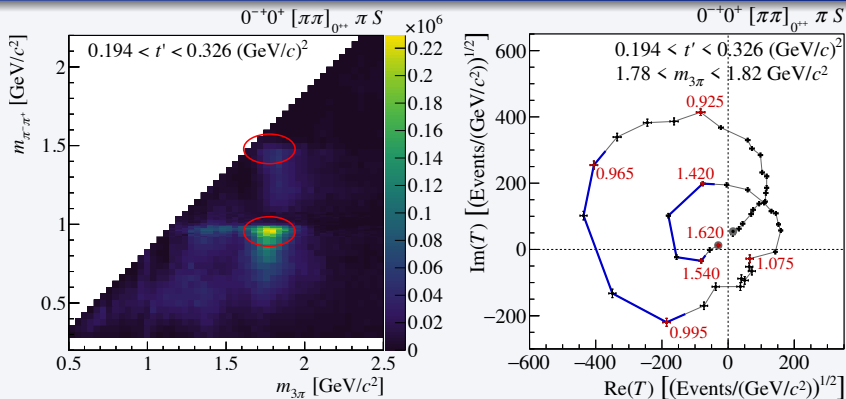 0⁻⁺0⁺ [ππ]₀₊₊ π S
×10⁶
0.194 < t' < 0.326 (GeV/c)²
m_π⁻π⁺ [GeV/c²]
2
1.5
1
0.5
0.5 1 1.5 2 2.5
m_3π [GeV/c²]
0.22
0.2
0.18
0.16
0.14
0.12
0.1
0.08
0.06
0.04
0.02
0
0⁻⁺0⁺ [ππ]₀₊₊ π S
0.194 < t' < 0.326 (GeV/c)²
1.78 < m_3π < 1.82 GeV/c²
Im(T) [(Events/(GeV/c²))^1/2]
600
400
200
0
−200
0.925
0.965
1.420
1.620
1.540
1.075
0.995
−600 −400 −200 0 200
Re(T) [(Events/(GeV/c²))^1/2]